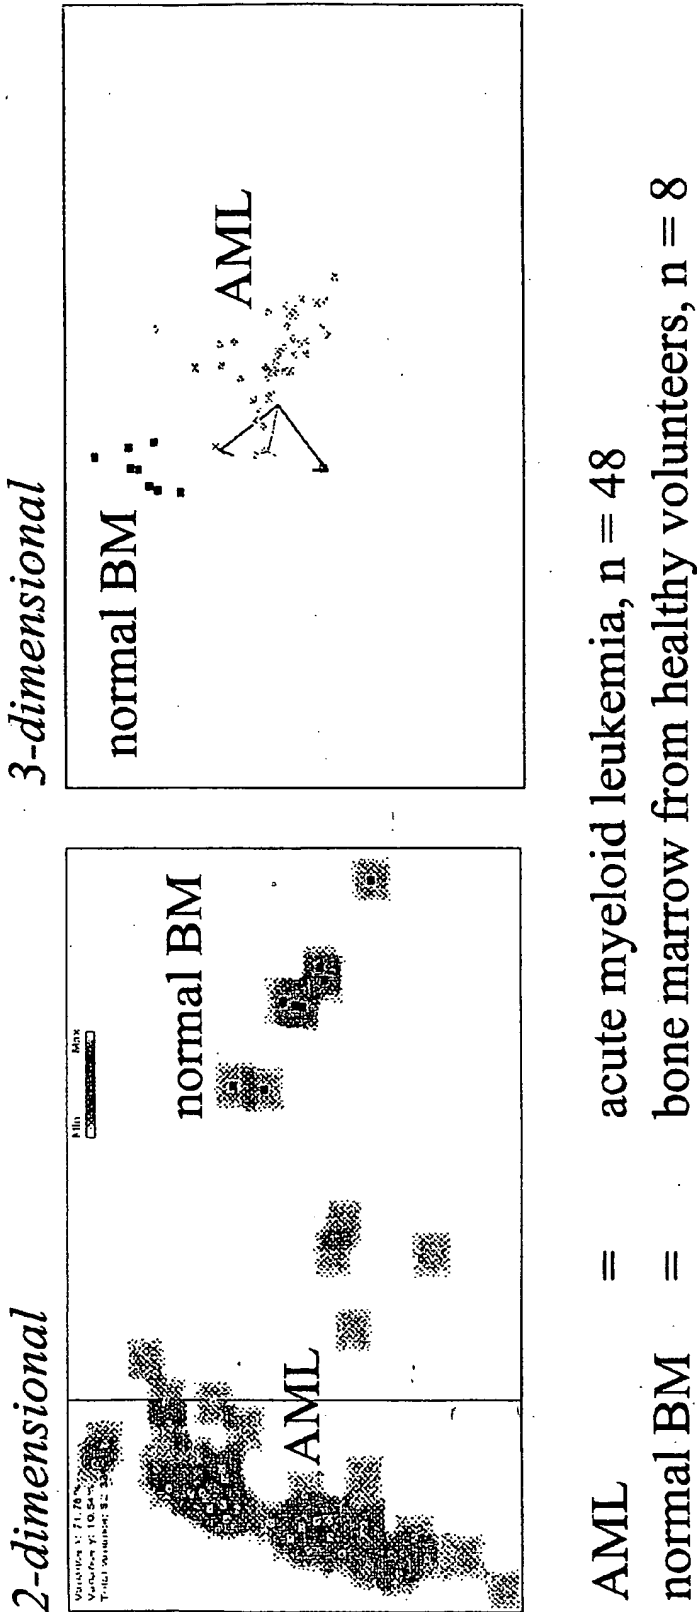 2-dimensional
3-dimensional
Min Max
normal BM
AML
normal BM
AML
AML = acute myeloid leukemia, n = 48
normal BM = bone marrow from healthy volunteers, n = 8